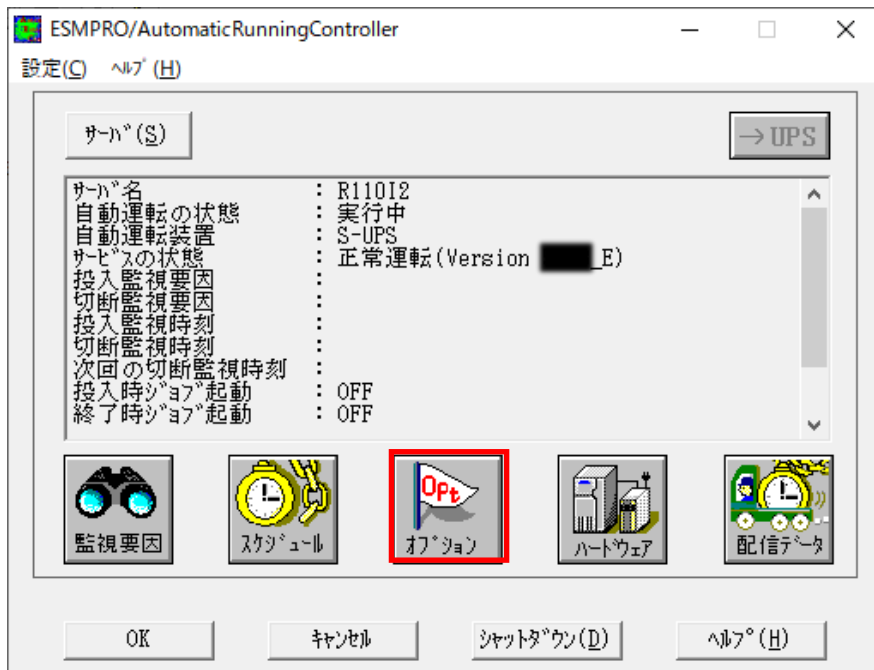 ESMPRO/AutomaticRunningController
設定(C) ﾍﾙﾌﾟ(H)
ｻｰﾊﾞ(S)
→UPS
ｻｰﾊﾞ名 : R110I2
自動運転の状態 : 実行中
自動運転装置 : S-UPS
ｻｰﾋﾞｽの状態 : 正常運転(Version _E)
投入監視要因 :
切断監視要因 :
投入監視時刻 :
切断監視時刻 :
次回の切断監視時刻 :
投入時ｼﾞｮﾌﾞ起動 : OFF
終了時ｼﾞｮﾌﾞ起動 : OFF
Opt
監視要因 ｽｹｼﾞｭｰﾙ ｵﾌﾟｼｮﾝ ﾊｰﾄﾞｳｪｱ 配信ﾃﾞｰﾀ
OK ｷｬﾝｾﾙ ｼｬｯﾄﾀﾞｳﾝ(D) ﾍﾙﾌﾟ(H)